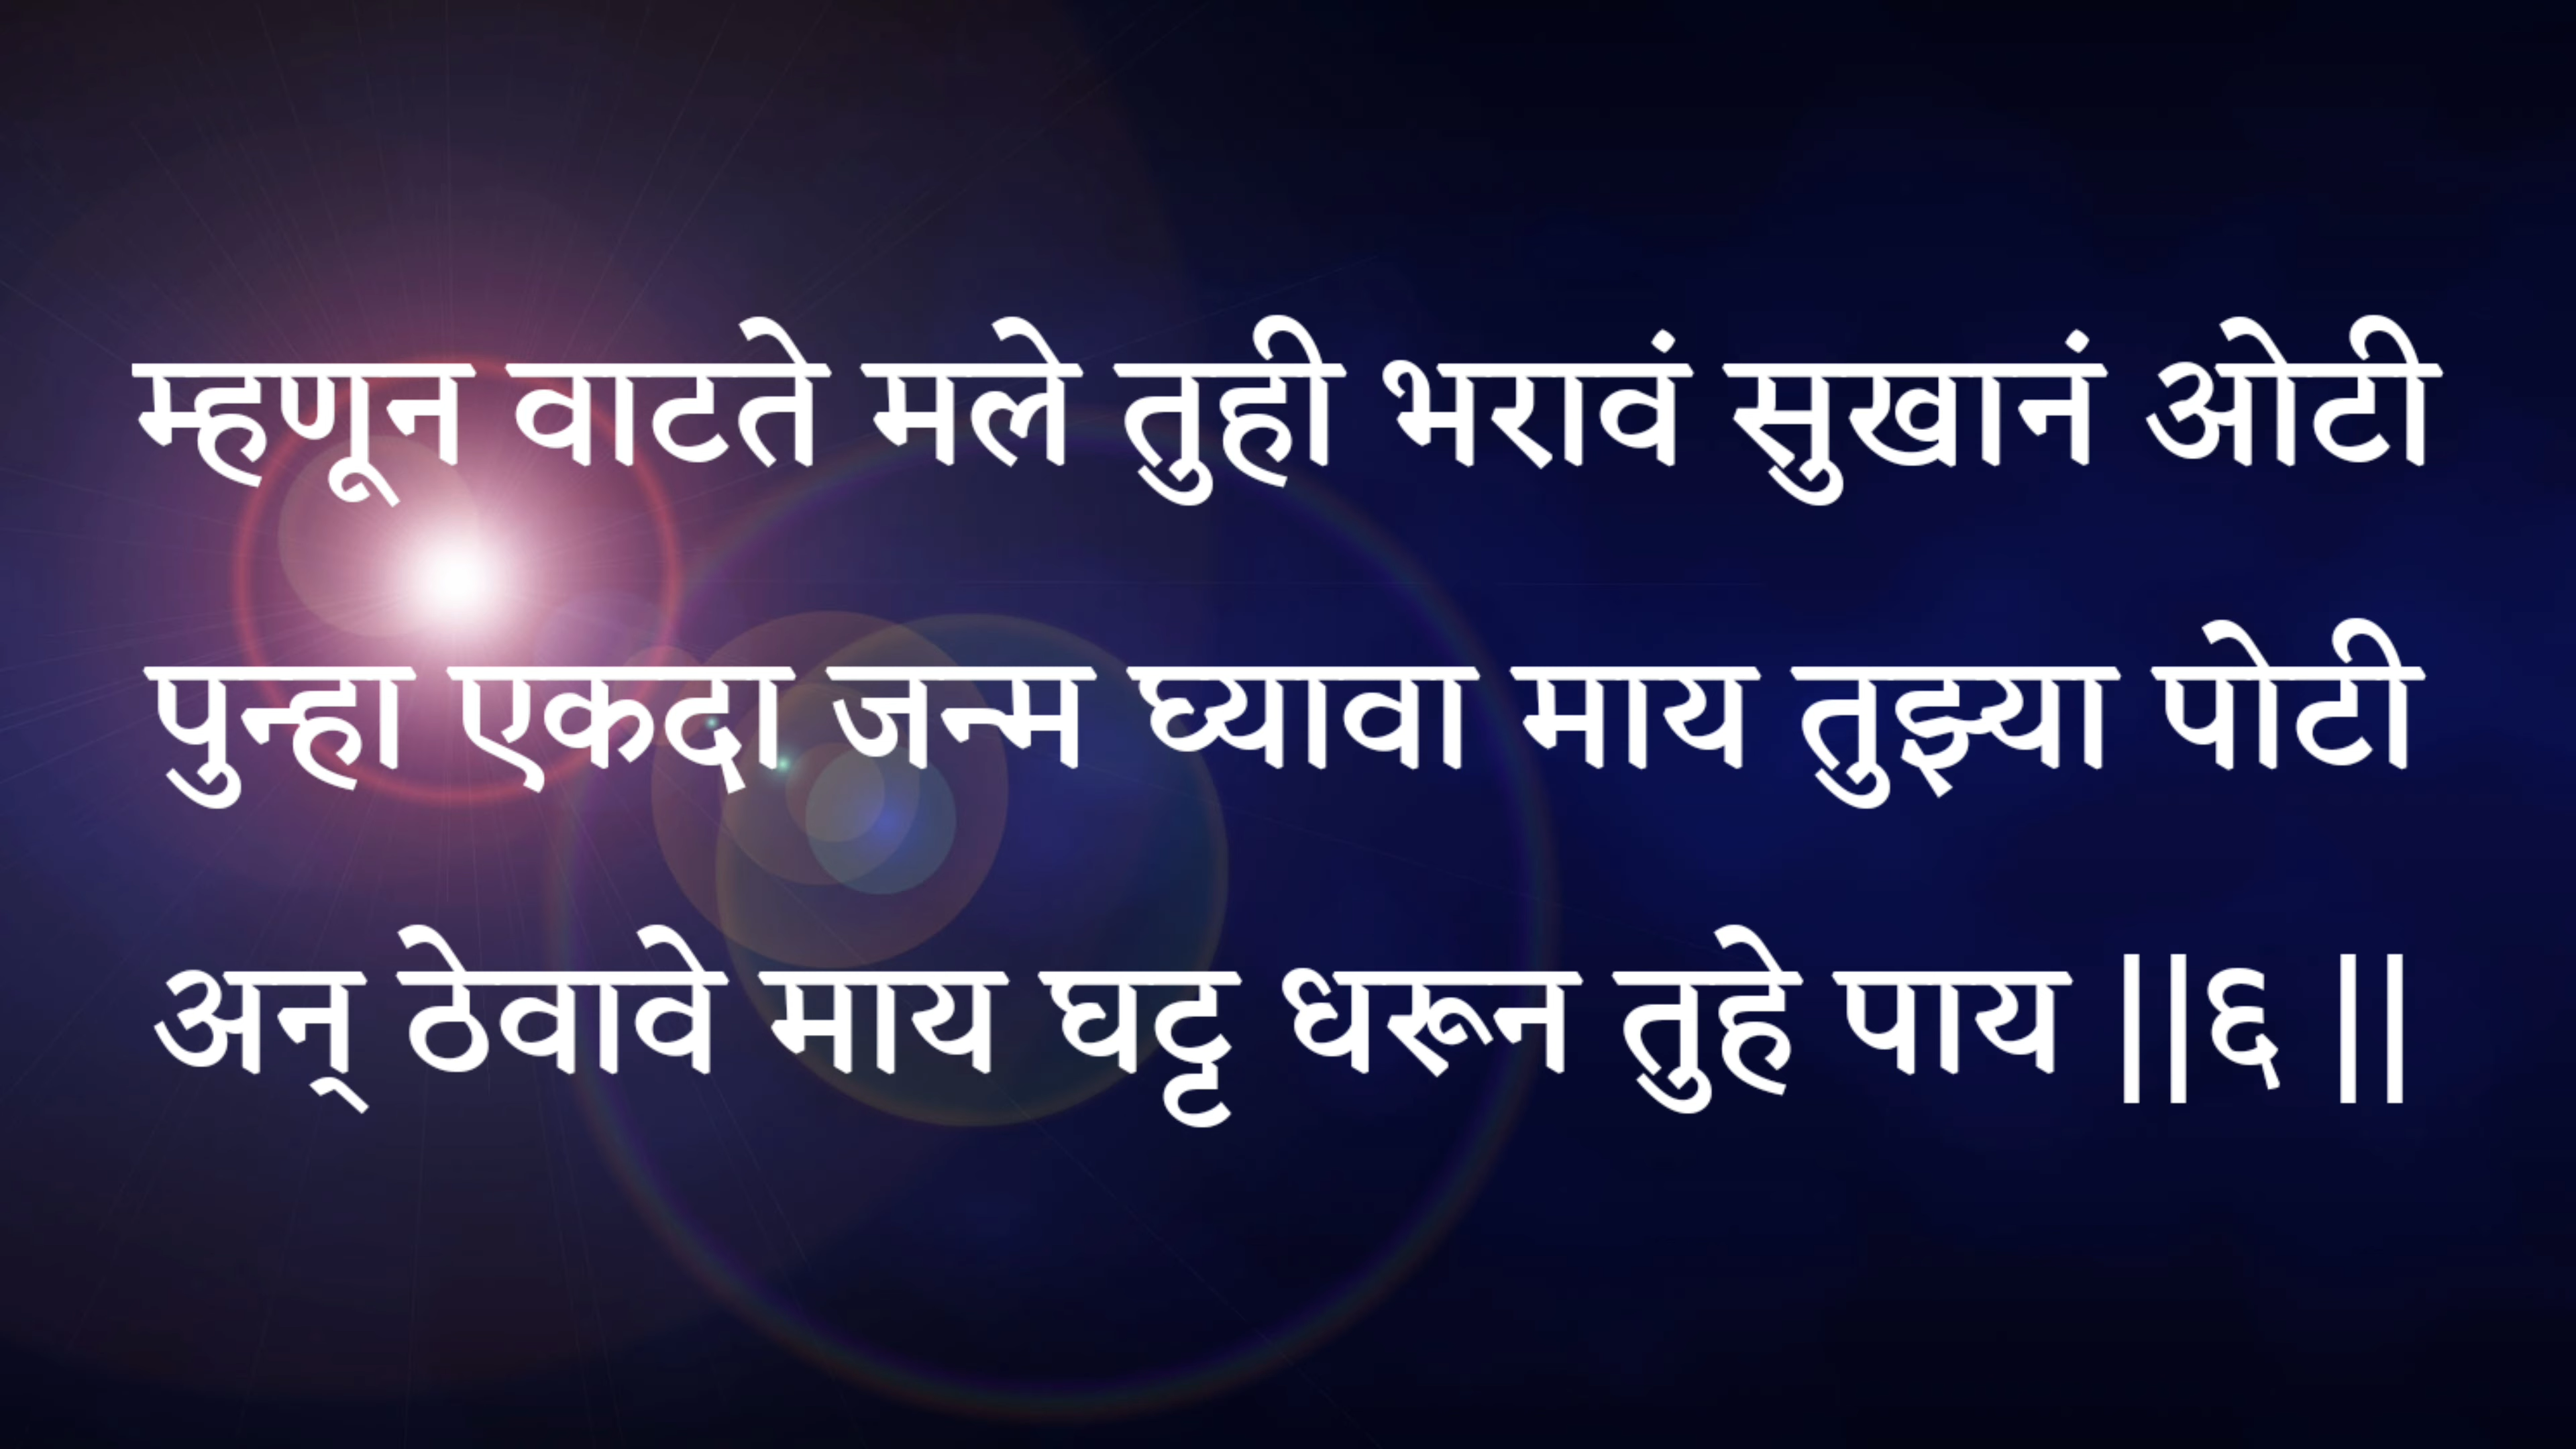 म्हणून वाटते मले तुही भरावं सुखानं ओटी
पुन्हा एकदा जन्म घ्यावा माय तुझ्या पोटी
अन् ठेवावे माय घट्ट धरून तुहे पाय ||६ ||